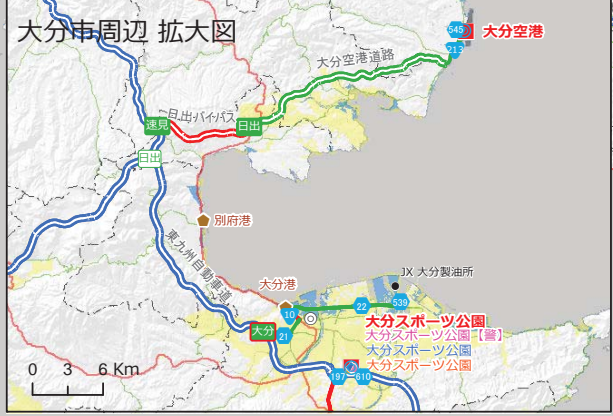 大分市周辺 拡大図
545
大分空港
213
大分空港道路
日出バイパス
速見
日出
日出
別府港
東九州自動車道
JX 大分製油所
大分港
10
22
539
大分スポーツ公園
大分
21
大分スポーツ公園【警】
大分スポーツ公園
大分スポーツ公園
197
610
0 3 6 Km